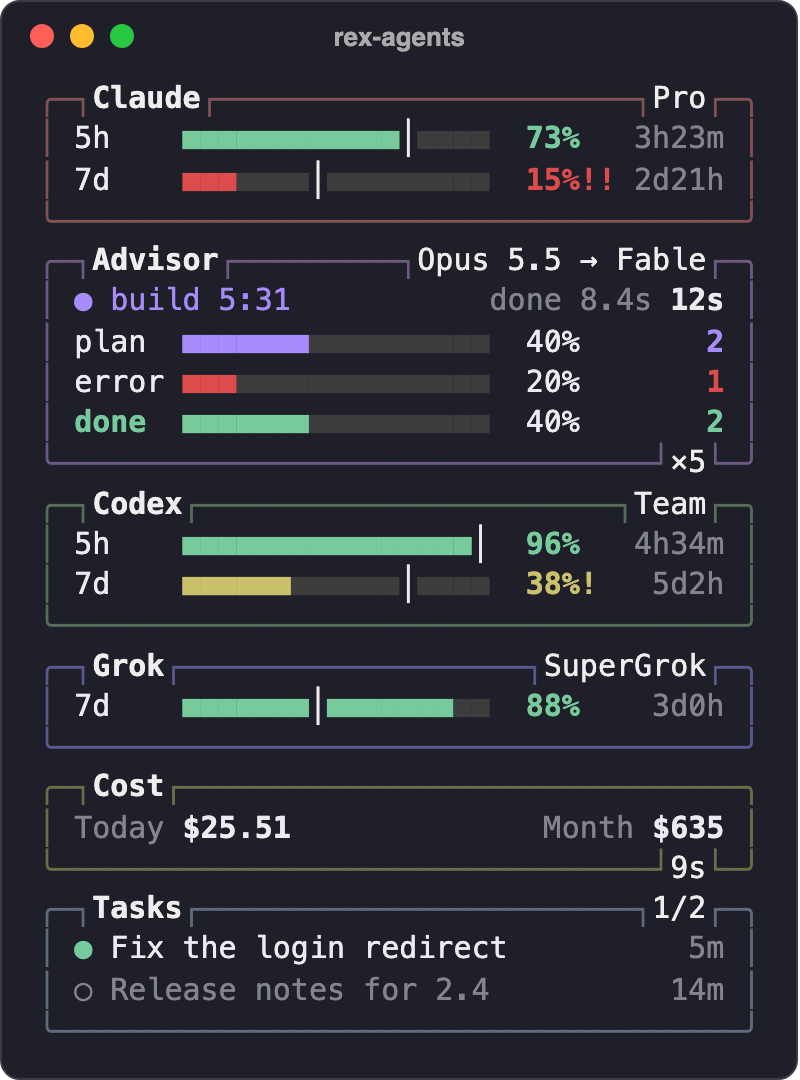 rex-agents
Claude Pro
5h 73% 3h23m
7d 15%!! 2d21h
Advisor Opus 5.5 → Fable
● build 5:31 done 8.4s 12s
plan 40% 2
error 20% 1
done 40% 2
×5
Codex Team
5h 96% 4h34m
7d 38%! 5d2h
Grok SuperGrok
7d 88% 3d0h
Cost
Today $25.51 Month $635
9s
Tasks 1/2
● Fix the login redirect 5m
○ Release notes for 2.4 14m